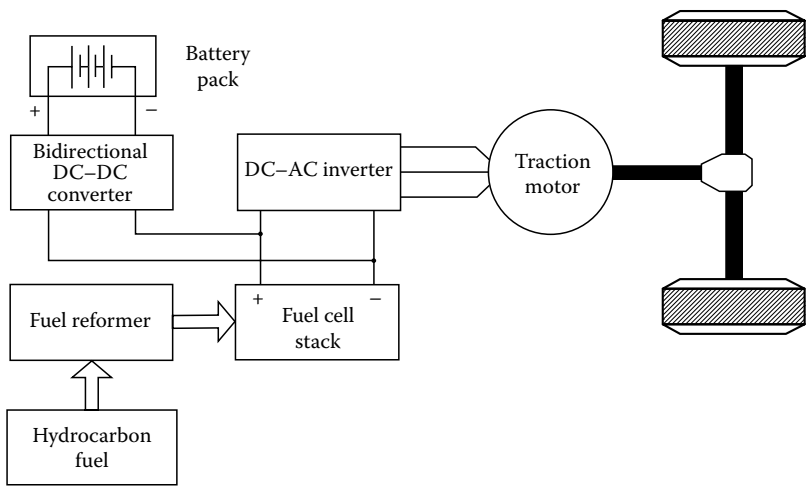 Battery
pack
+
−
Bidirectional
DC–DC
converter
DC–AC inverter
Traction
motor
Fuel reformer
+
−
Fuel cell
stack
Hydrocarbon
fuel